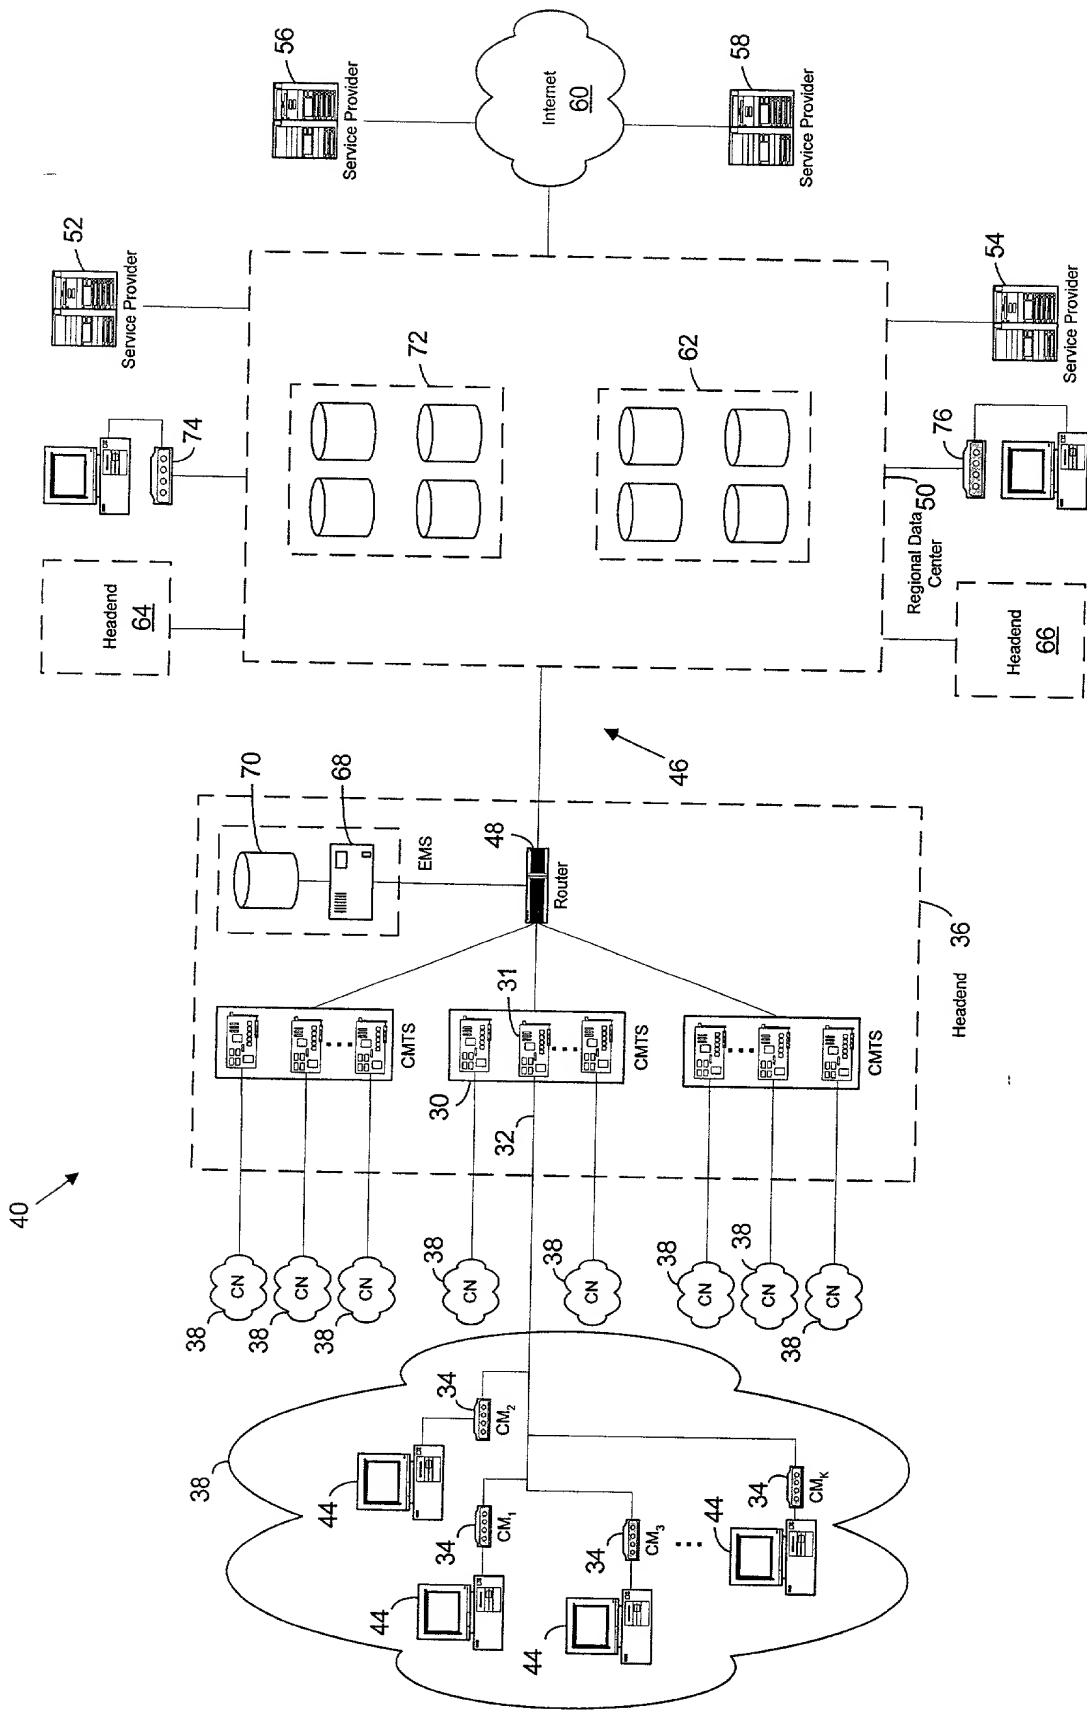 40
38
44
34
CM₁
44
34
CM₂
44
34
CM₃
44
34
CMₖ
38
CN
38
CN
38
CN
38
CN
38
CN
38
CN
38
CN
38
CN
32
30
31
CMTS
CMTS
CMTS
70
68
EMS
48
Router
Headend
36
46
Headend
64
Headend
66
74
76
72
62
Regional Data
Center
50
52
Service Provider
54
Service Provider
56
Service Provider
58
Service Provider
Internet
60